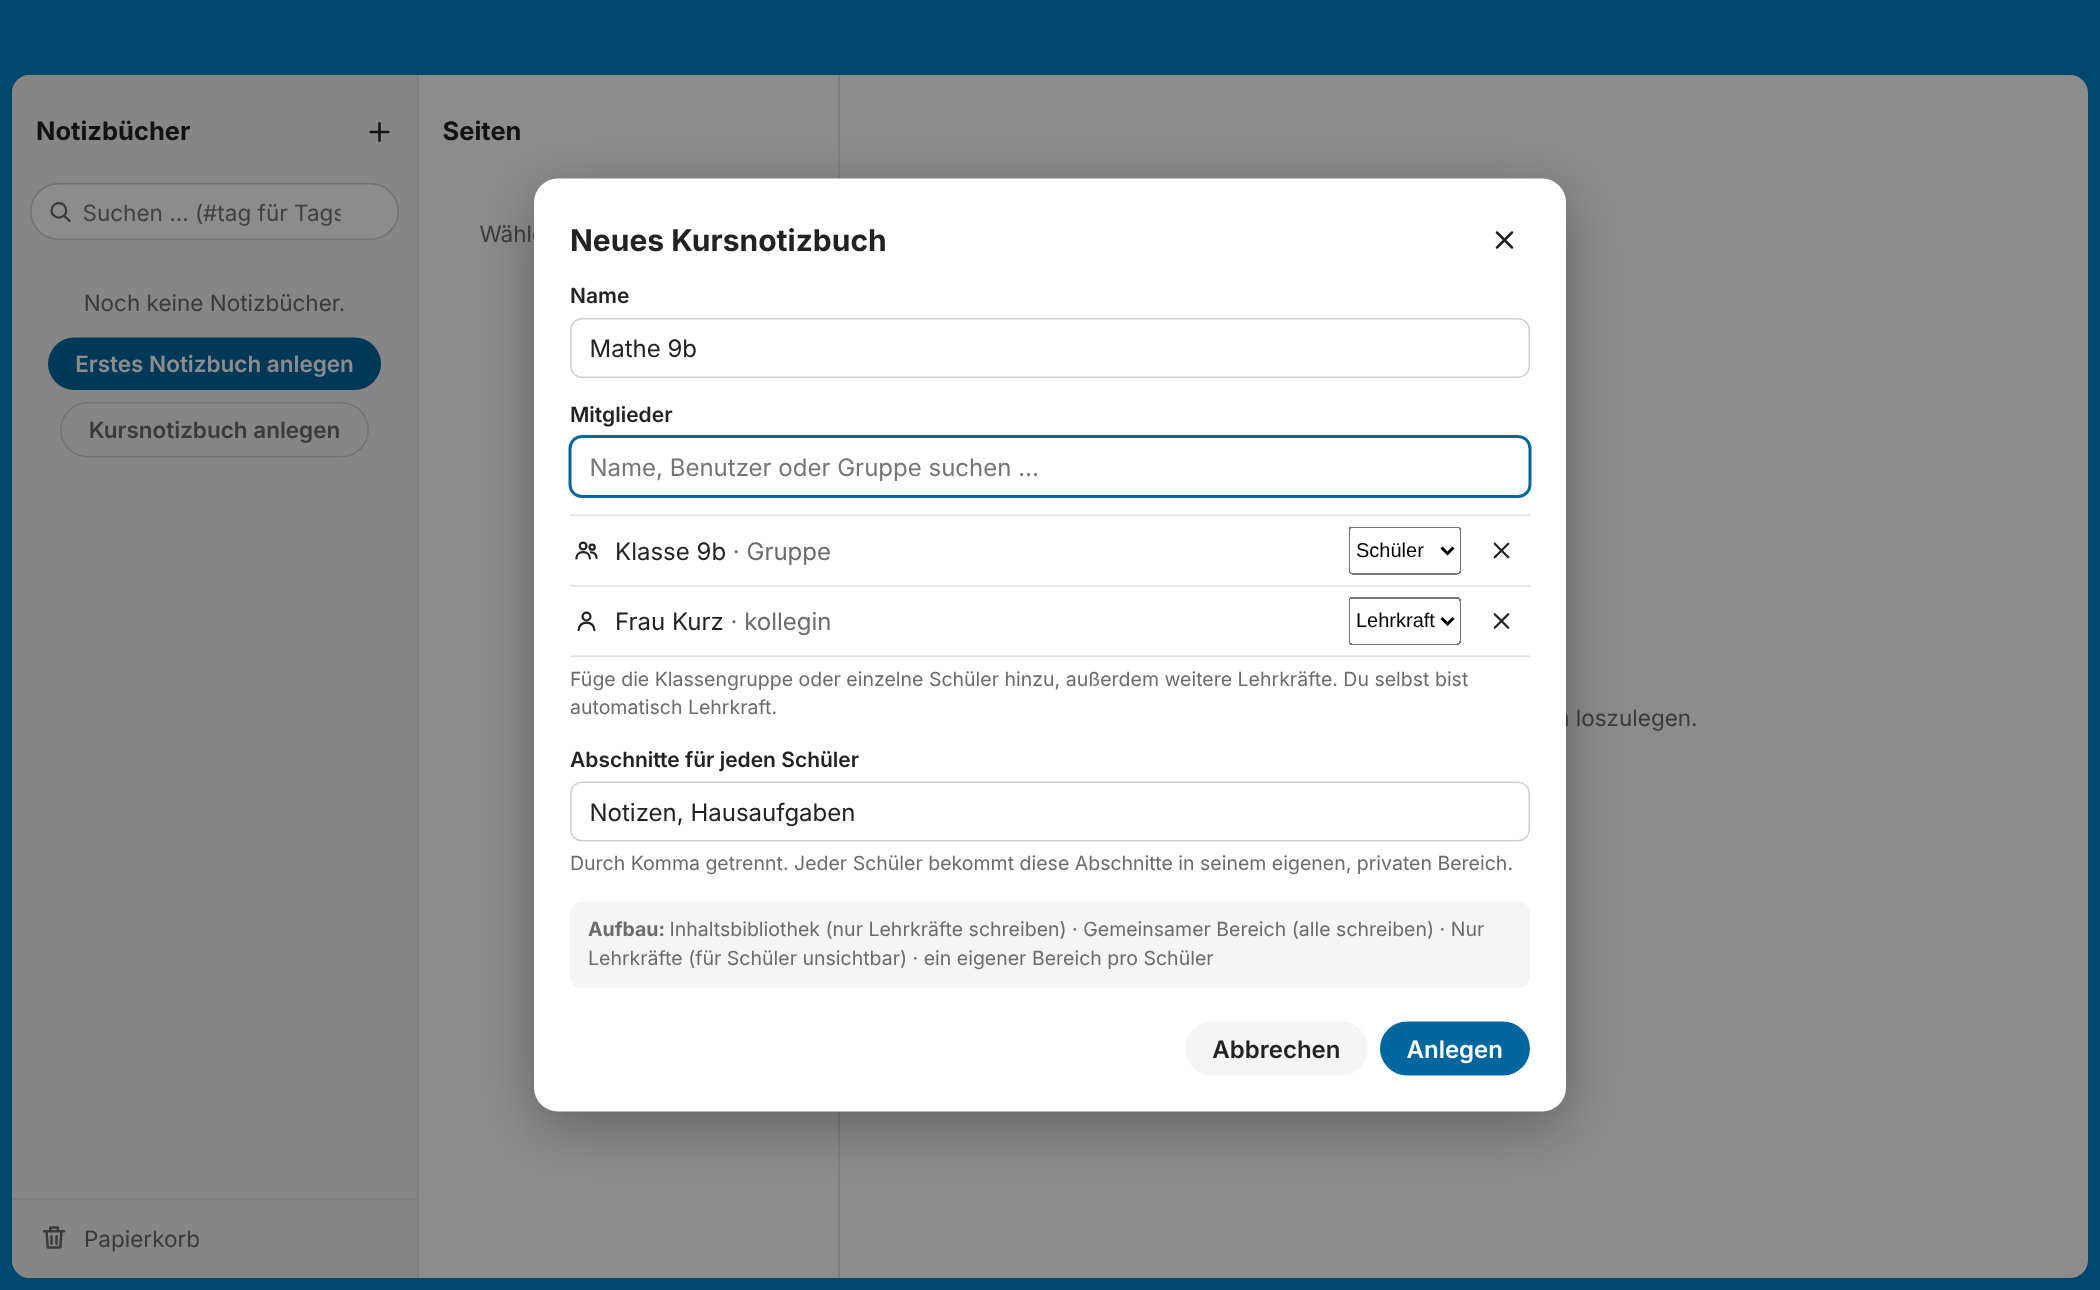 Notizbücher
Suchen ... (#tag für Tags
Noch keine Notizbücher.
Erstes Notizbuch anlegen
Kursnotizbuch anlegen
Papierkorb
Seiten
loszulegen.
Neues Kursnotizbuch
Name
Mathe 9b
Mitglieder
Name, Benutzer oder Gruppe suchen ...
Klasse 9b · Gruppe
Schüler
Frau Kurz · kollegin
Lehrkraft
Füge die Klassengruppe oder einzelne Schüler hinzu, außerdem weitere Lehrkräfte. Du selbst bist
automatisch Lehrkraft.
Abschnitte für jeden Schüler
Notizen, Hausaufgaben
Durch Komma getrennt. Jeder Schüler bekommt diese Abschnitte in seinem eigenen, privaten Bereich.
Aufbau: Inhaltsbibliothek (nur Lehrkräfte schreiben) · Gemeinsamer Bereich (alle schreiben) · Nur
Lehrkräfte (für Schüler unsichtbar) · ein eigener Bereich pro Schüler
Abbrechen
Anlegen